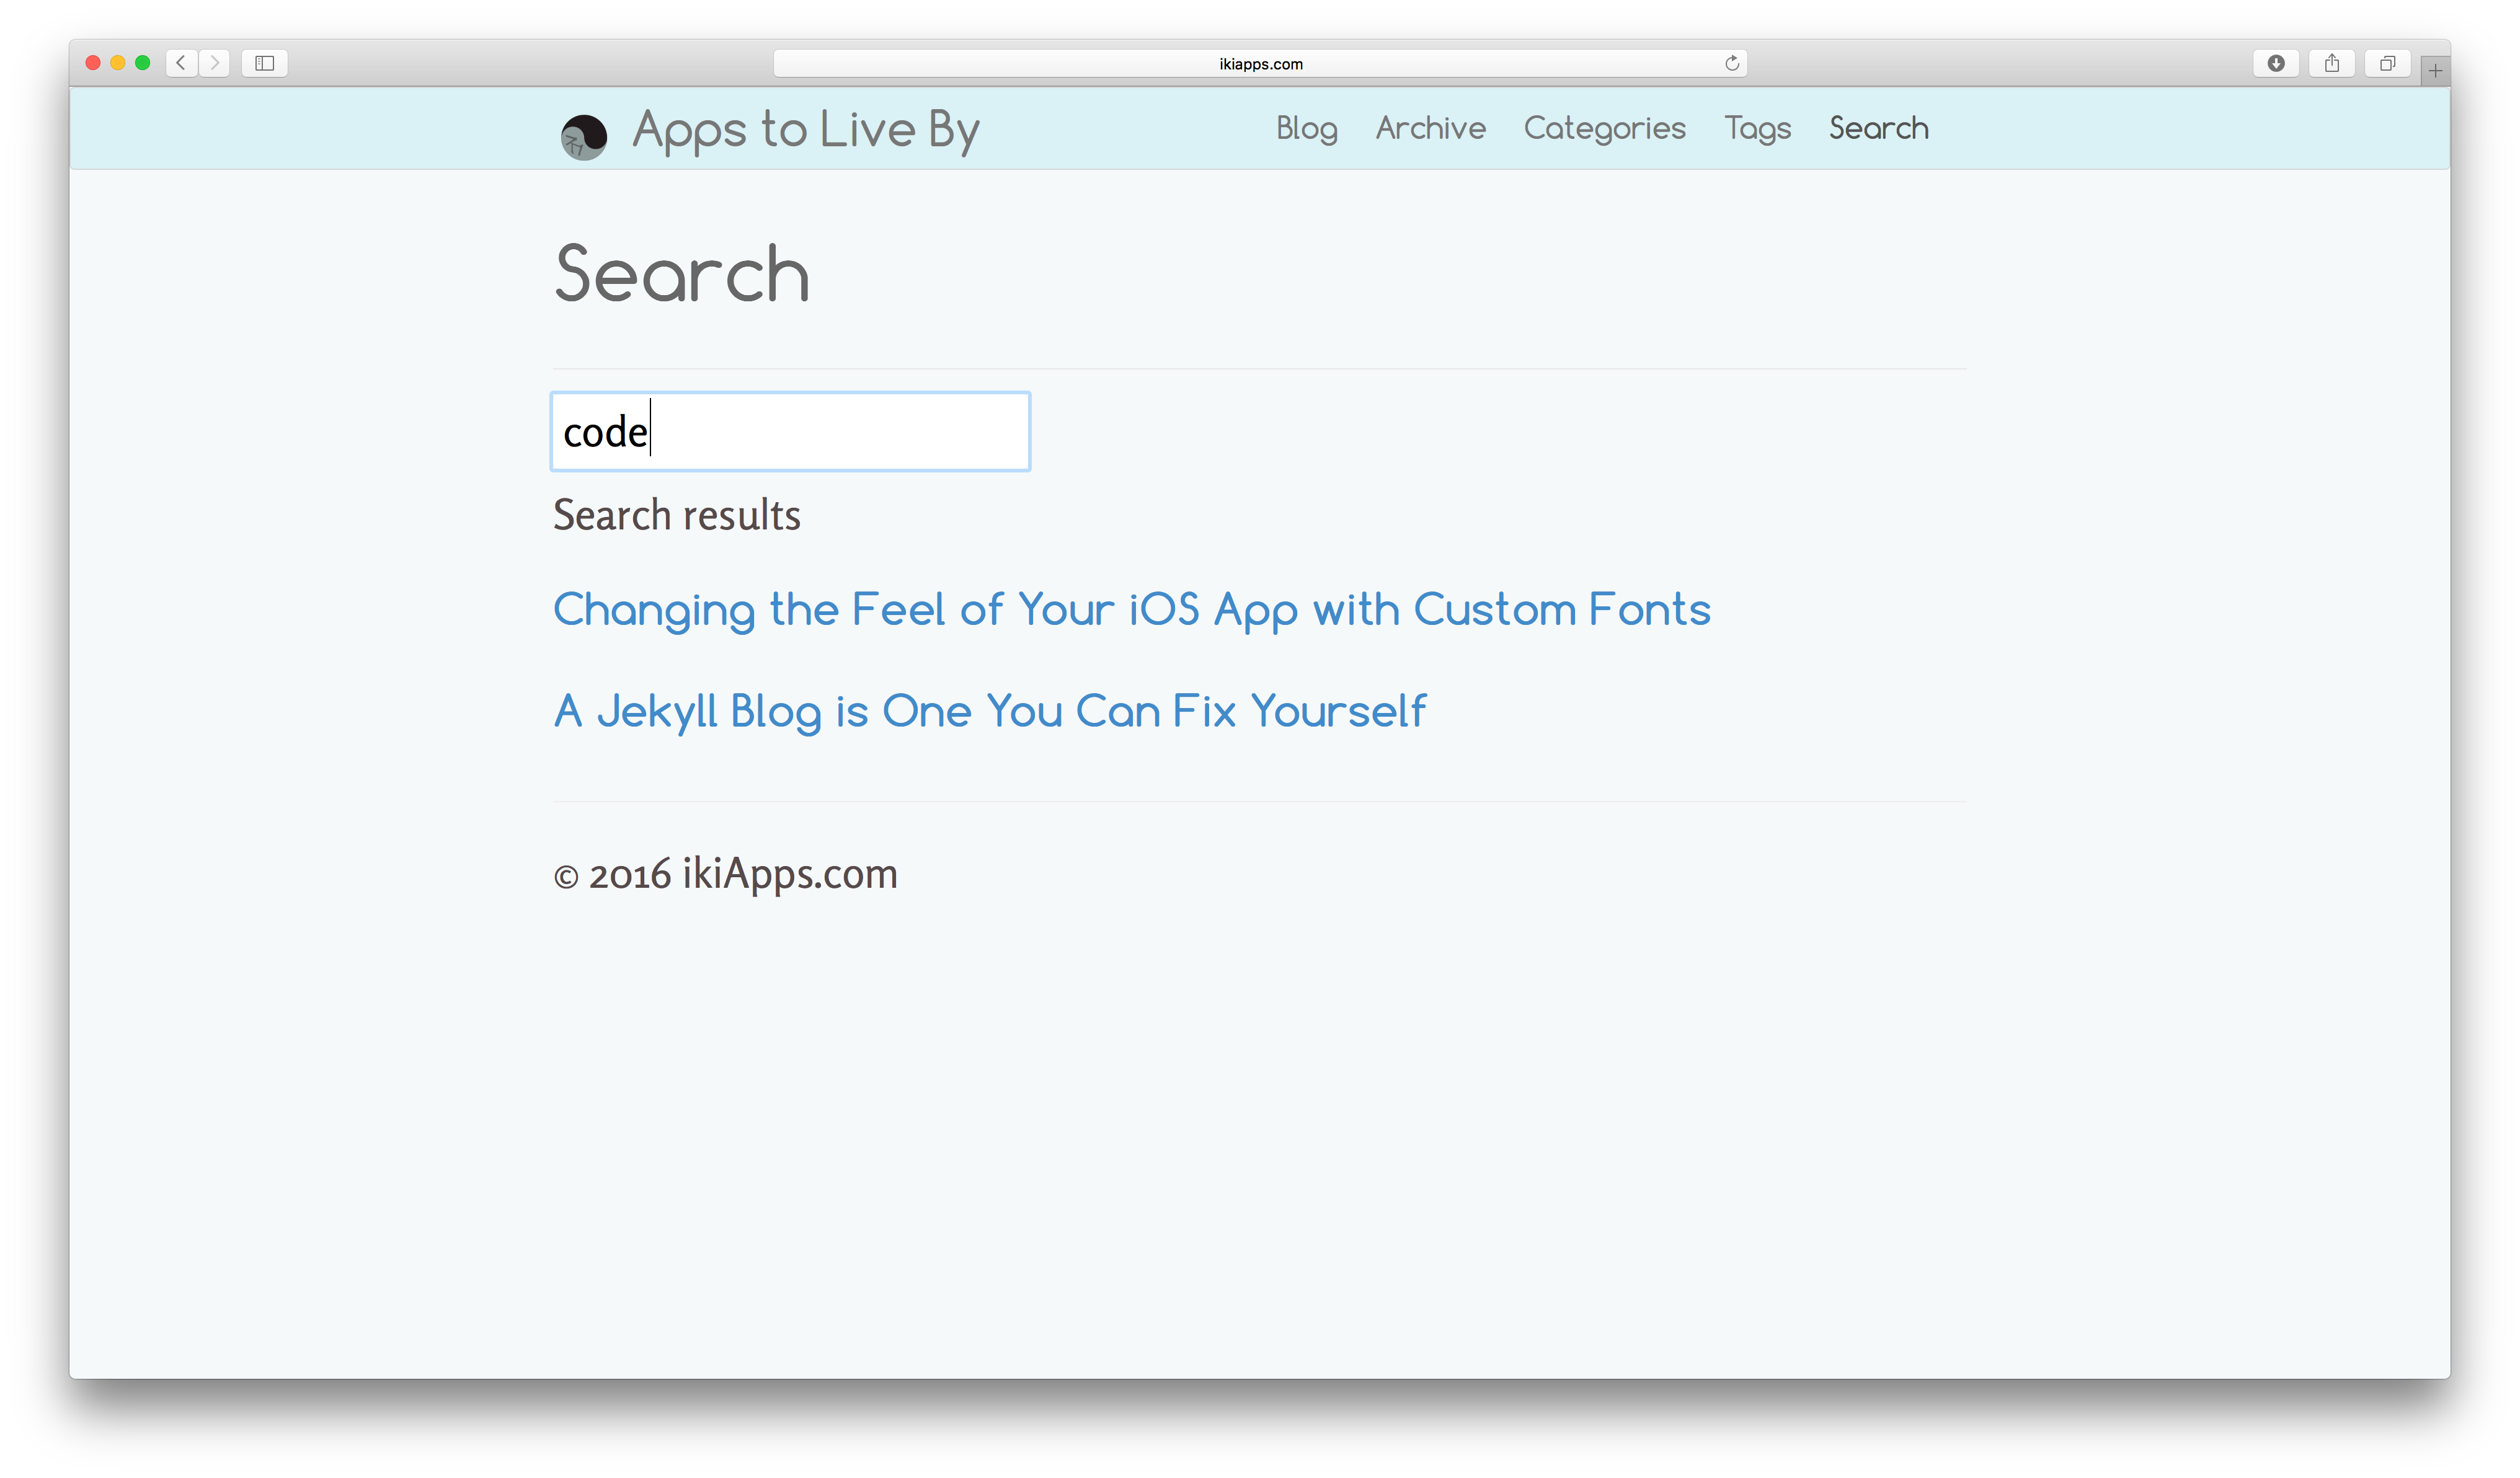 ikiapps.com
Apps to Live By
Blog Archive Categories Tags Search
Search
code
Search results
Changing the Feel of Your iOS App with Custom Fonts
A Jekyll Blog is One You Can Fix Yourself
© 2016 ikiApps.com